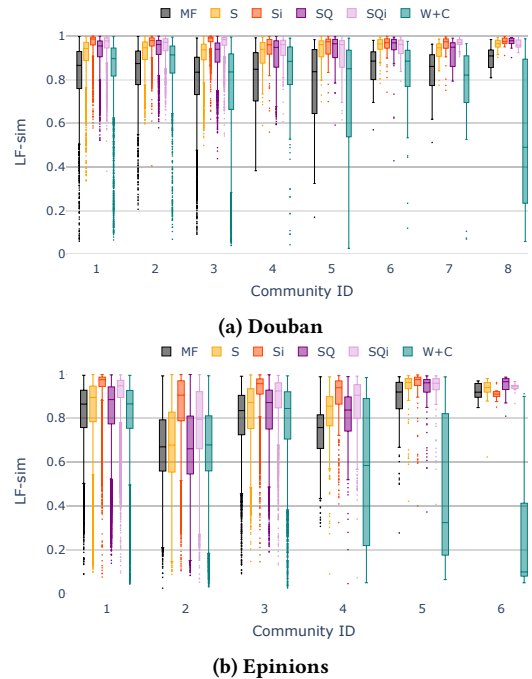 MF S Si SQ SQi W+C
1
0.8
0.6
0.4
0.2
0
LF-sim
1 2 3 4 5 6 7 8
Community ID
(a) Douban
MF S Si SQ SQi W+C
1
0.8
0.6
0.4
0.2
0
LF-sim
1 2 3 4 5 6
Community ID
(b) Epinions